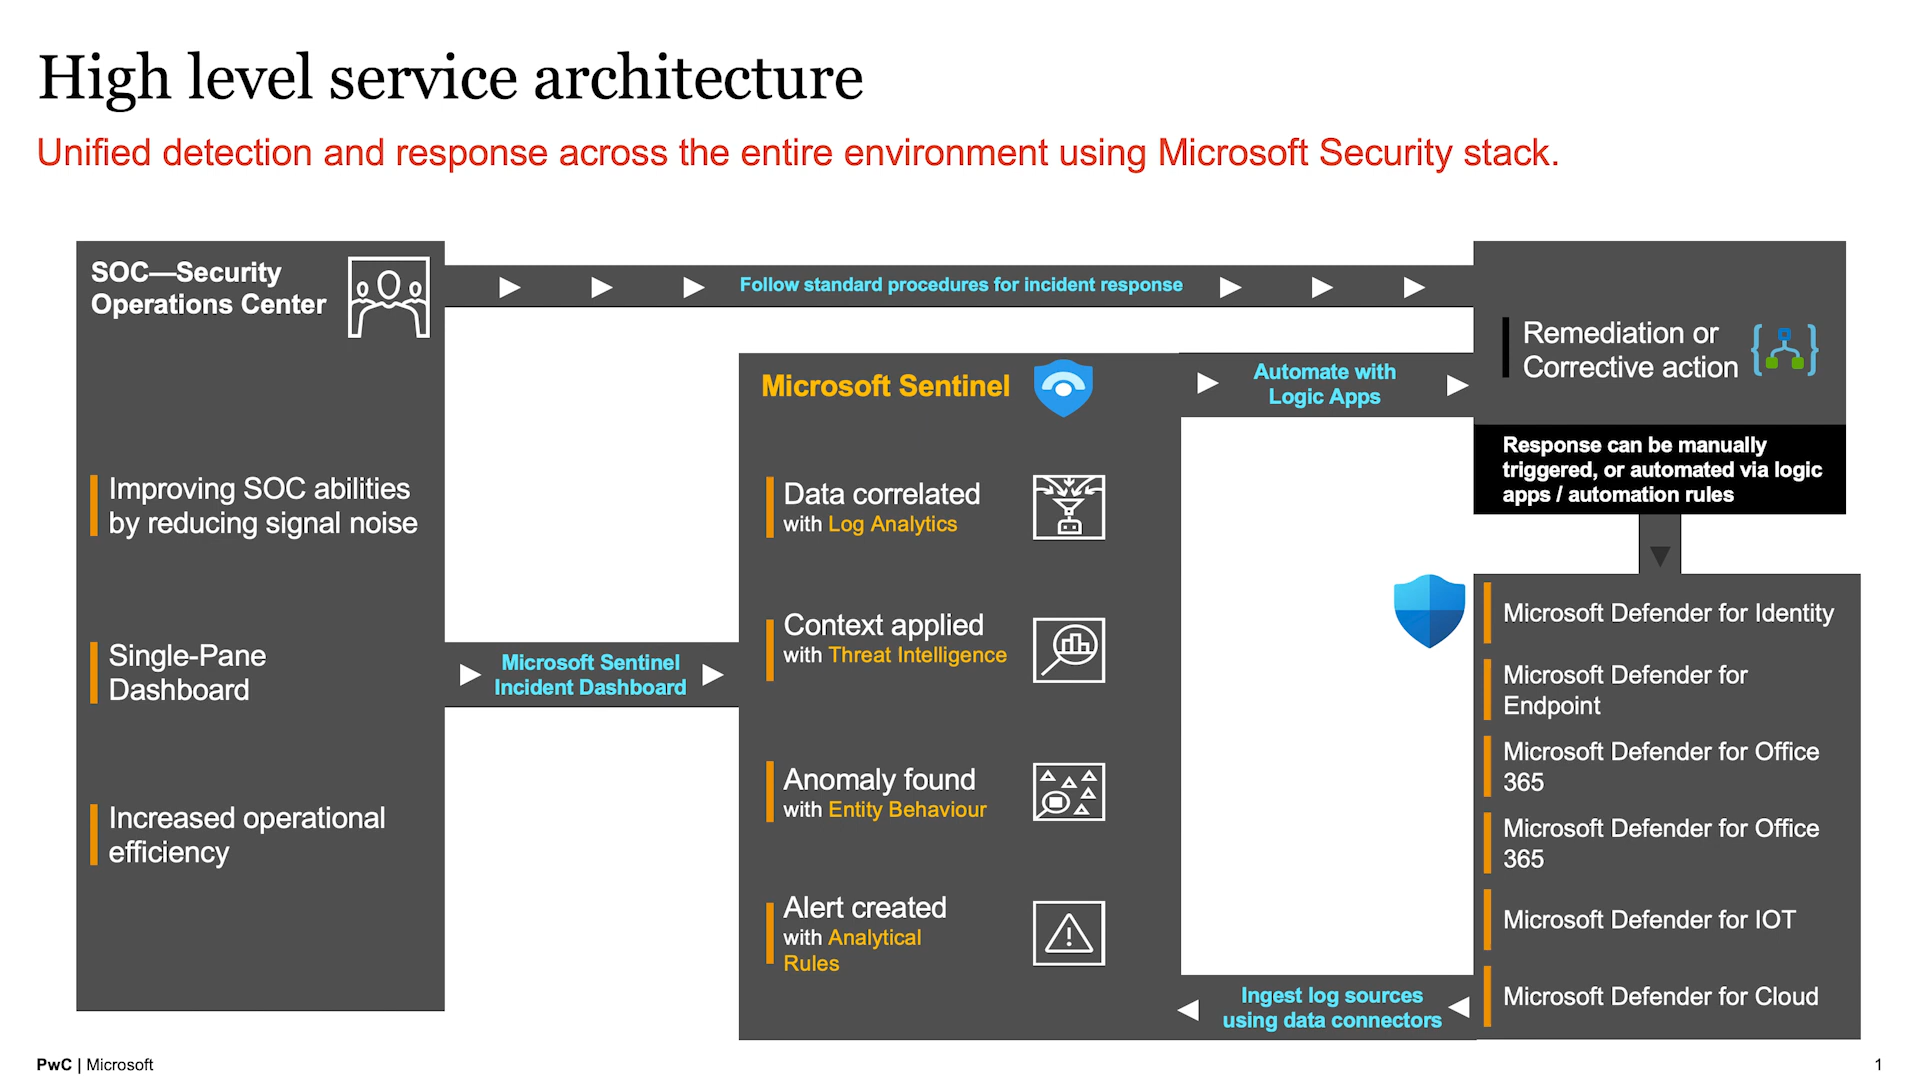 High level service architecture
Unified detection and response across the entire environment using Microsoft Security stack.
SOC—Security
Operations Center
Improving SOC abilities
by reducing signal noise
Single-Pane
Dashboard
Increased operational
efficiency
Follow standard procedures for incident response
Microsoft Sentinel
Incident Dashboard
Microsoft Sentinel
Data correlated
with Log Analytics
Context applied
with Threat Intelligence
Anomaly found
with Entity Behaviour
Alert created
with Analytical
Rules
Automate with
Logic Apps
Remediation or
Corrective action
Response can be manually
triggered, or automated via logic
apps / automation rules
Microsoft Defender for Identity
Microsoft Defender for
Endpoint
Microsoft Defender for Office
365
Microsoft Defender for Office
365
Microsoft Defender for IOT
Microsoft Defender for Cloud
Ingest log sources
using data connectors
PwC | Microsoft
1